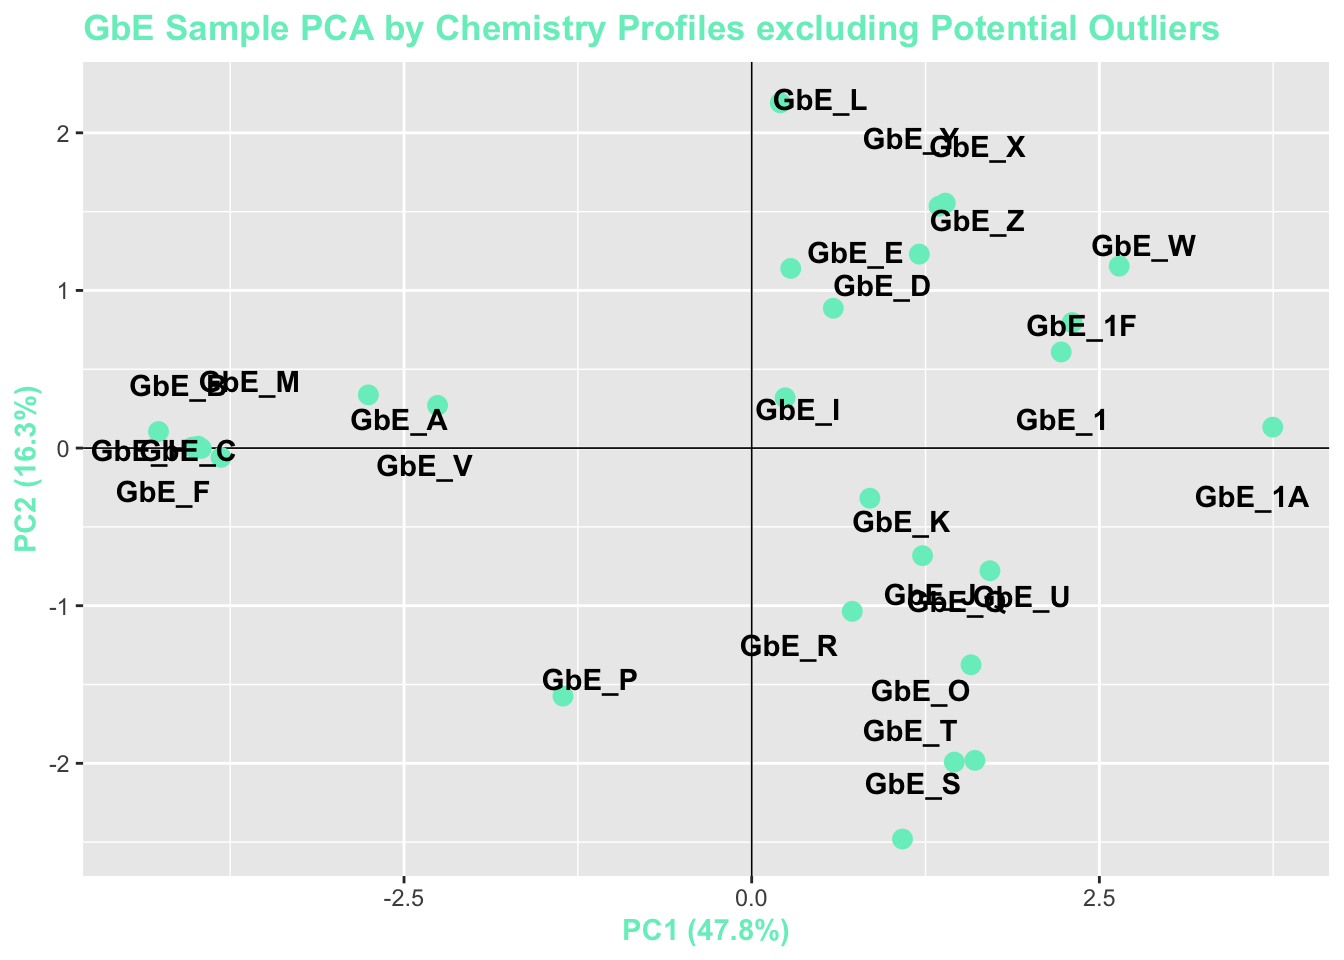 GbE Sample PCA by Chemistry Profiles excluding Potential Outliers
GbE_L
GbE_Y
GbE_X
GbE_Z
GbE_W
GbE_E
GbE_D
GbE_1F
GbE_B
GbE_M
GbE_A
GbE_I
GbE_1
GbE_C
GbE_V
GbE_F
GbE_1A
GbE_K
GbE_J
GbE_Q
GbE_U
GbE_R
GbE_P
GbE_O
GbE_T
GbE_S
2
1
0
-1
-2
-2.5
0.0
2.5
PC1 (47.8%)
PC2 (16.3%)